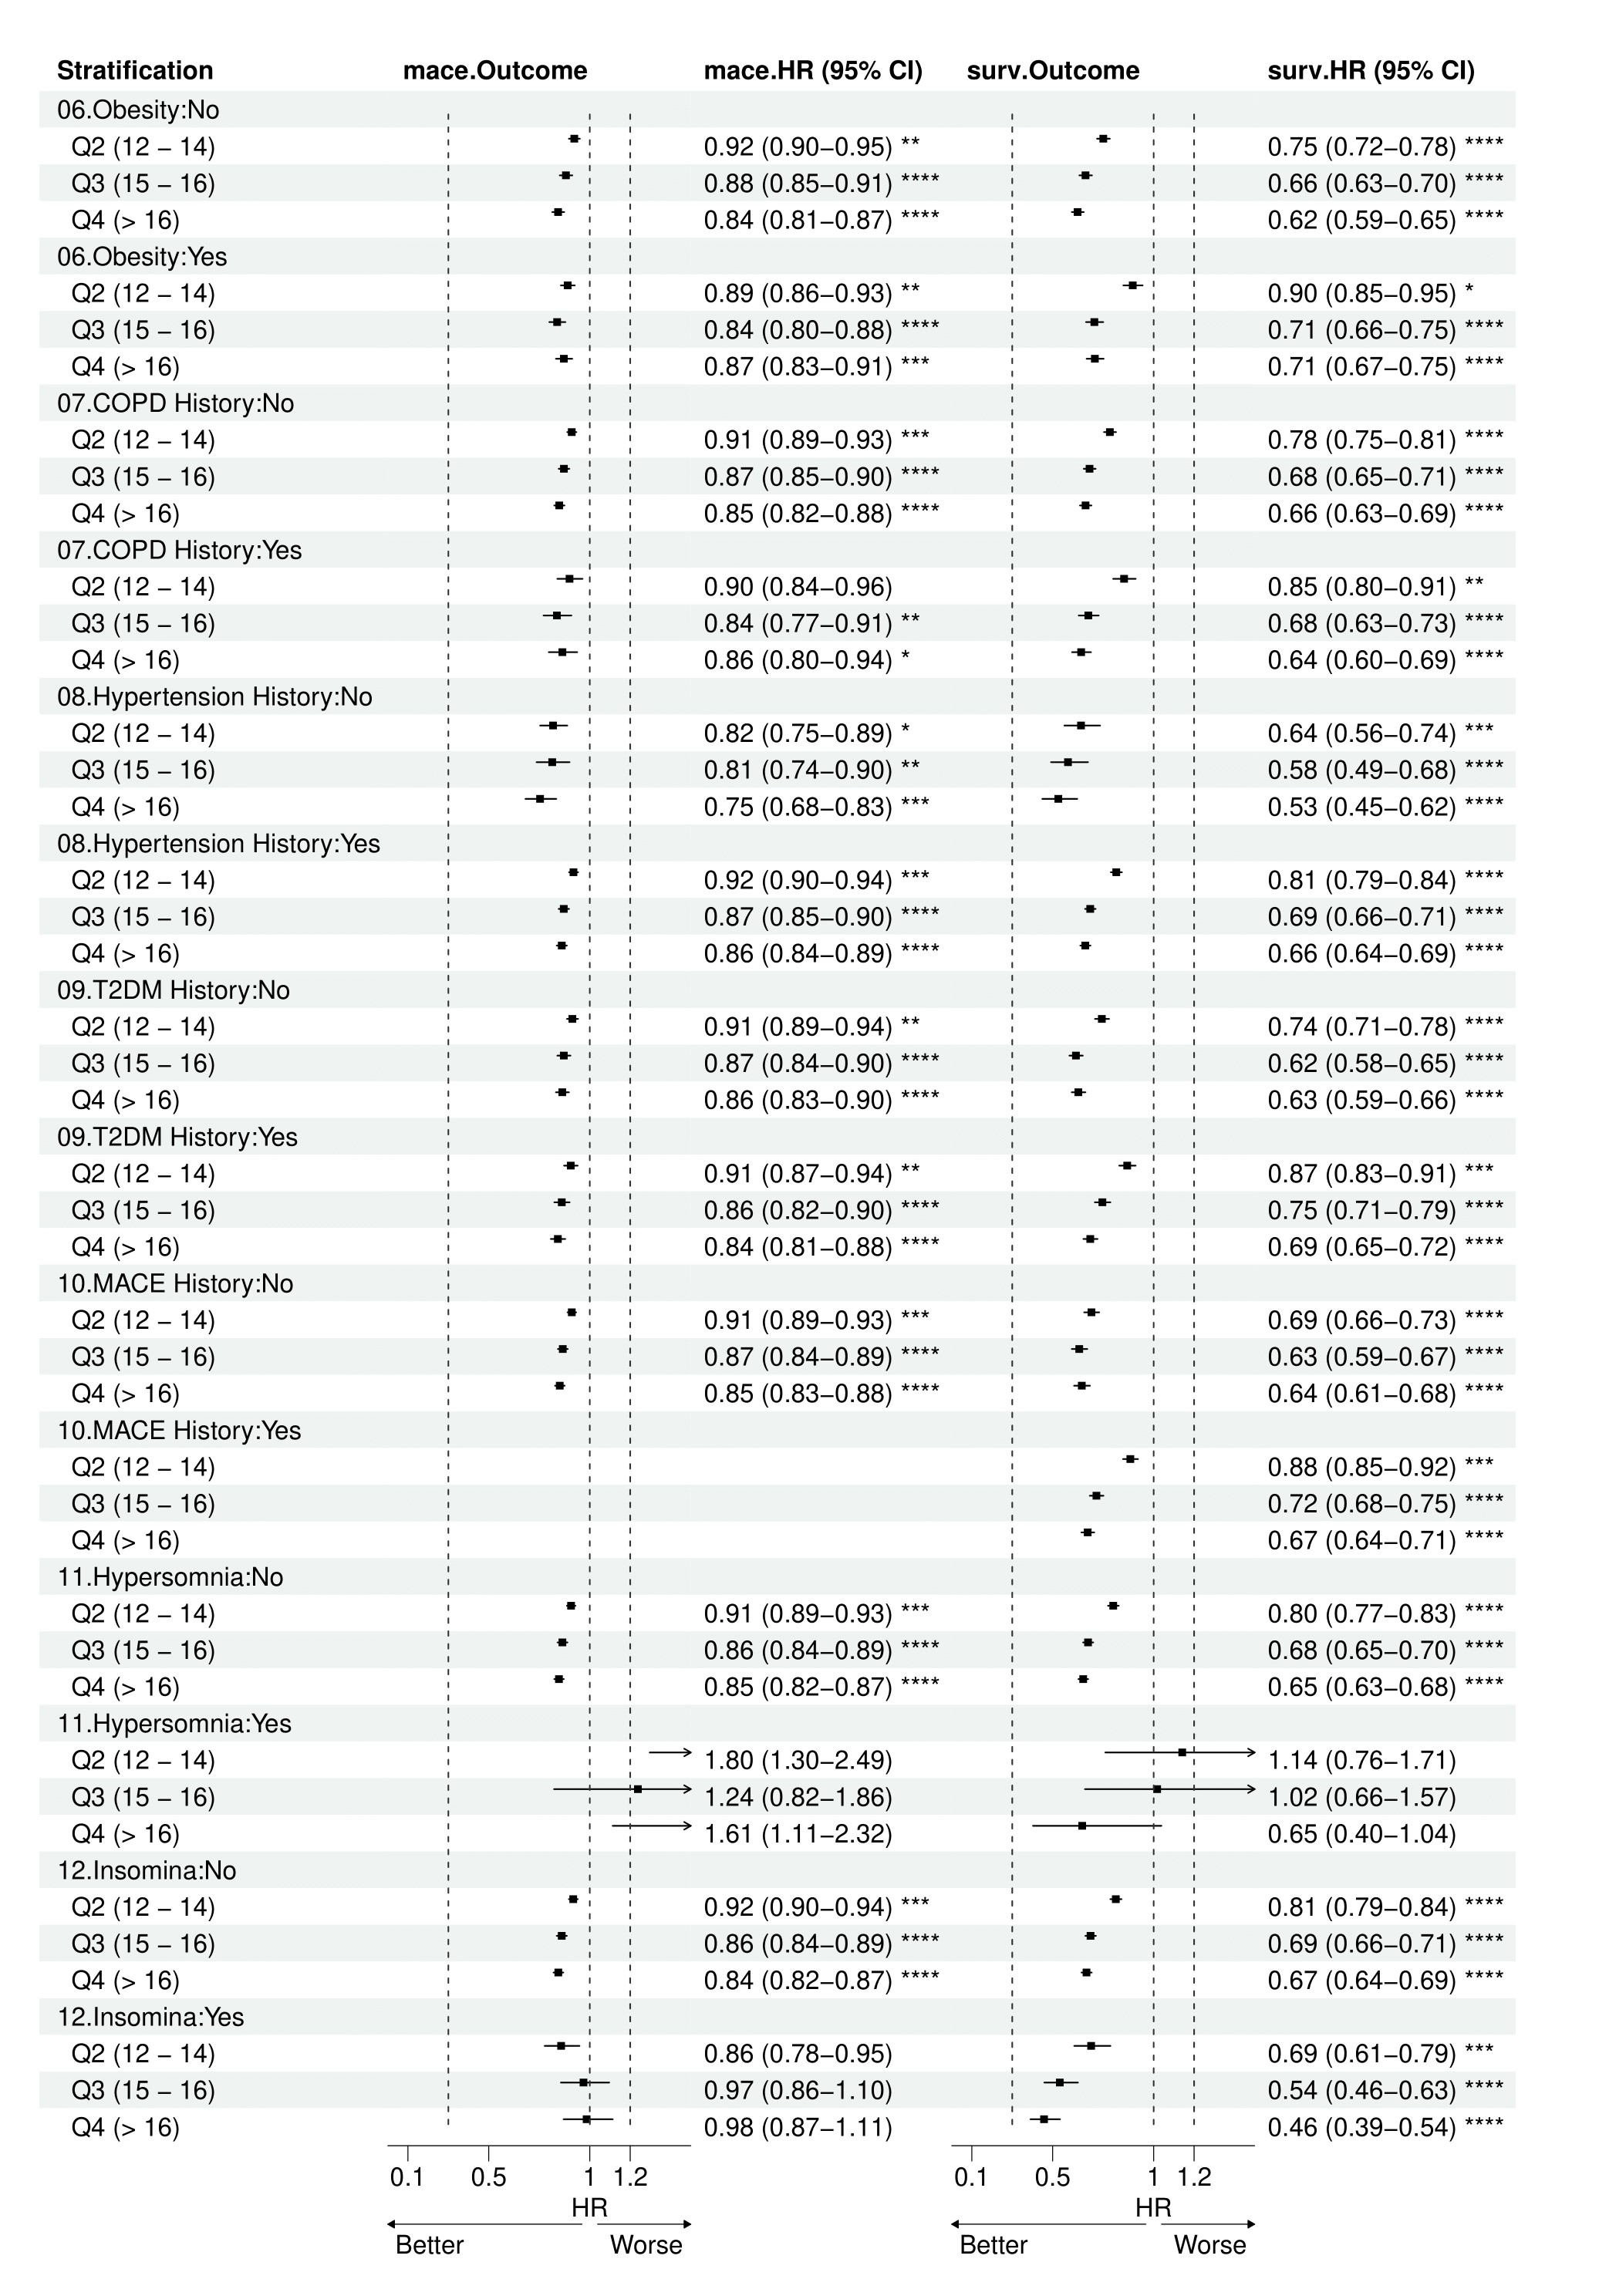 Stratification mace.Outcome mace.HR (95% CI) surv.Outcome surv.HR (95% CI)
06.Obesity:No
Q2 (12 − 14) 0.92 (0.90−0.95) ** 0.75 (0.72−0.78) ****
Q3 (15 − 16) 0.88 (0.85−0.91) **** 0.66 (0.63−0.70) ****
Q4 (> 16) 0.84 (0.81−0.87) **** 0.62 (0.59−0.65) ****
06.Obesity:Yes
Q2 (12 − 14) 0.89 (0.86−0.93) ** 0.90 (0.85−0.95) *
Q3 (15 − 16) 0.84 (0.80−0.88) **** 0.71 (0.66−0.75) ****
Q4 (> 16) 0.87 (0.83−0.91) *** 0.71 (0.67−0.75) ****
07.COPD History:No
Q2 (12 − 14) 0.91 (0.89−0.93) *** 0.78 (0.75−0.81) ****
Q3 (15 − 16) 0.87 (0.85−0.90) **** 0.68 (0.65−0.71) ****
Q4 (> 16) 0.85 (0.82−0.88) **** 0.66 (0.63−0.69) ****
07.COPD History:Yes
Q2 (12 − 14) 0.90 (0.84−0.96) 0.85 (0.80−0.91) **
Q3 (15 − 16) 0.84 (0.77−0.91) ** 0.68 (0.63−0.73) ****
Q4 (> 16) 0.86 (0.80−0.94) * 0.64 (0.60−0.69) ****
08.Hypertension History:No
Q2 (12 − 14) 0.82 (0.75−0.89) * 0.64 (0.56−0.74) ***
Q3 (15 − 16) 0.81 (0.74−0.90) ** 0.58 (0.49−0.68) ****
Q4 (> 16) 0.75 (0.68−0.83) *** 0.53 (0.45−0.62) ****
08.Hypertension History:Yes
Q2 (12 − 14) 0.92 (0.90−0.94) *** 0.81 (0.79−0.84) ****
Q3 (15 − 16) 0.87 (0.85−0.90) **** 0.69 (0.66−0.71) ****
Q4 (> 16) 0.86 (0.84−0.89) **** 0.66 (0.64−0.69) ****
09.T2DM History:No
Q2 (12 − 14) 0.91 (0.89−0.94) ** 0.74 (0.71−0.78) ****
Q3 (15 − 16) 0.87 (0.84−0.90) **** 0.62 (0.58−0.65) ****
Q4 (> 16) 0.86 (0.83−0.90) **** 0.63 (0.59−0.66) ****
09.T2DM History:Yes
Q2 (12 − 14) 0.91 (0.87−0.94) ** 0.87 (0.83−0.91) ***
Q3 (15 − 16) 0.86 (0.82−0.90) **** 0.75 (0.71−0.79) ****
Q4 (> 16) 0.84 (0.81−0.88) **** 0.69 (0.65−0.72) ****
10.MACE History:No
Q2 (12 − 14) 0.91 (0.89−0.93) *** 0.69 (0.66−0.73) ****
Q3 (15 − 16) 0.87 (0.84−0.89) **** 0.63 (0.59−0.67) ****
Q4 (> 16) 0.85 (0.83−0.88) **** 0.64 (0.61−0.68) ****
10.MACE History:Yes
Q2 (12 − 14) 0.88 (0.85−0.92) ***
Q3 (15 − 16) 0.72 (0.68−0.75) ****
Q4 (> 16) 0.67 (0.64−0.71) ****
11.Hypersomnia:No
Q2 (12 − 14) 0.91 (0.89−0.93) *** 0.80 (0.77−0.83) ****
Q3 (15 − 16) 0.86 (0.84−0.89) **** 0.68 (0.65−0.70) ****
Q4 (> 16) 0.85 (0.82−0.87) **** 0.65 (0.63−0.68) ****
11.Hypersomnia:Yes
Q2 (12 − 14) 1.80 (1.30−2.49) 1.14 (0.76−1.71)
Q3 (15 − 16) 1.24 (0.82−1.86) 1.02 (0.66−1.57)
Q4 (> 16) 1.61 (1.11−2.32) 0.65 (0.40−1.04)
12.Insomina:No
Q2 (12 − 14) 0.92 (0.90−0.94) *** 0.81 (0.79−0.84) ****
Q3 (15 − 16) 0.86 (0.84−0.89) **** 0.69 (0.66−0.71) ****
Q4 (> 16) 0.84 (0.82−0.87) **** 0.67 (0.64−0.69) ****
12.Insomina:Yes
Q2 (12 − 14) 0.86 (0.78−0.95) 0.69 (0.61−0.79) ***
Q3 (15 − 16) 0.97 (0.86−1.10) 0.54 (0.46−0.63) ****
Q4 (> 16) 0.98 (0.87−1.11) 0.46 (0.39−0.54) ****
0.1 0.5 1 1.2 0.1 0.5 1 1.2
HR HR
Better Worse Better Worse